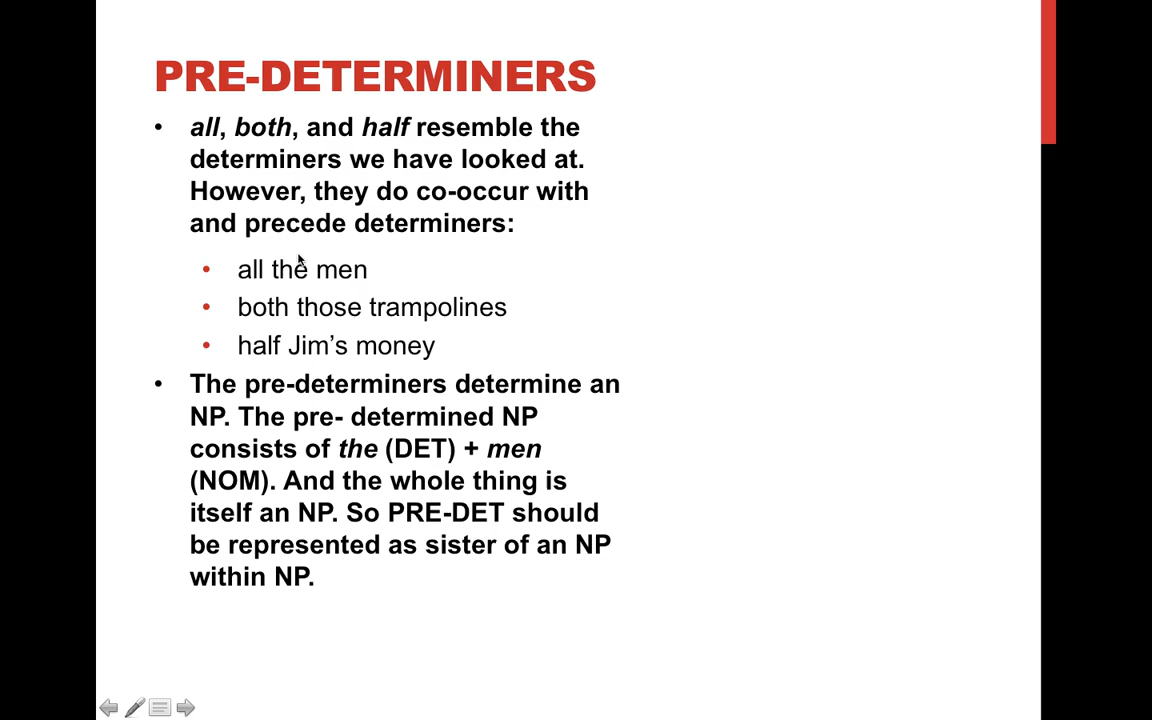 PRE-DETERMINERS
• all, both, and half resemble the
determiners we have looked at.
However, they do co-occur with
and precede determiners:
• all the men
• both those trampolines
• half Jim’s money
• The pre-determiners determine an
NP. The pre- determined NP
consists of the (DET) + men
(NOM). And the whole thing is
itself an NP. So PRE-DET should
be represented as sister of an NP
within NP.